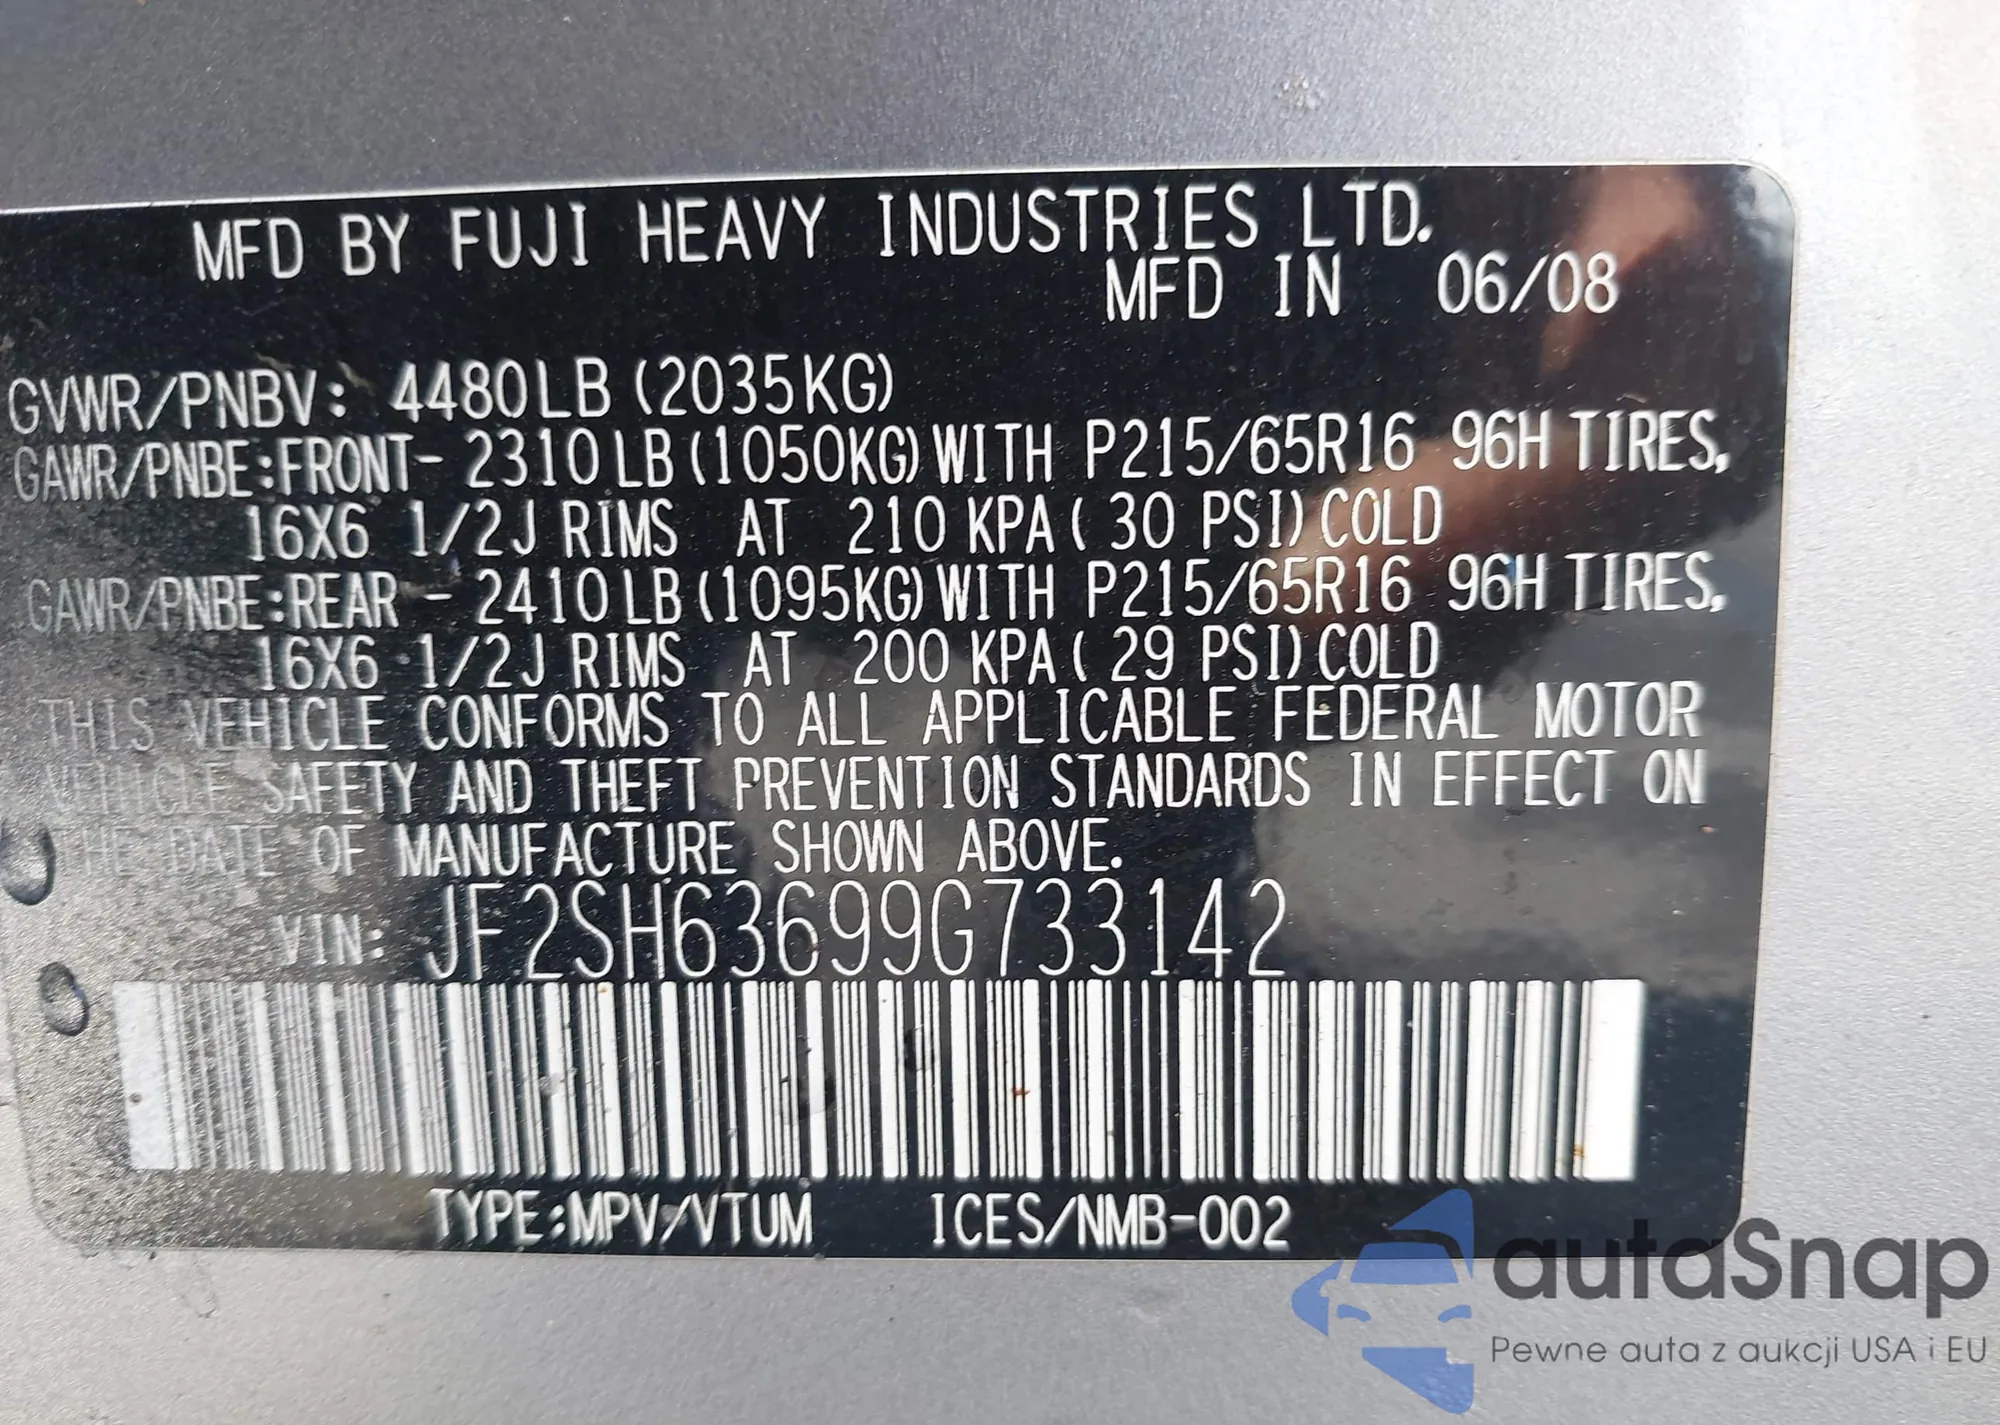 MFD BY FUJI HEAVY INDUSTRIES LTD.
MFD IN 06/08
GVWR/PNBV: 4480LB (2035KG)
GAWR/PNBE:FRONT- 2310LB(1050KG)WITH P215/65R16 96H TIRES,
16X6 1/2J RIMS AT 210 KPA( 30 PSI)COLD
GAWR/PNBE:REAR - 2410LB(1095KG)WITH P215/65R16 96H TIRES,
16X6 1/2J RIMS AT 200 KPA( 29 PSI)COLD
THIS VEHICLE CONFORMS TO ALL APPLICABLE FEDERAL MOTOR
VEHICLE SAFETY AND THEFT PREVENTION STANDARDS IN EFFECT ON
THE DATE OF MANUFACTURE SHOWN ABOVE.
VIN: JF2SH63699G733142
TYPE:MPV/VTUM ICES/NMB-002
autoSnap
Pewne auta z aukcji USA i EU